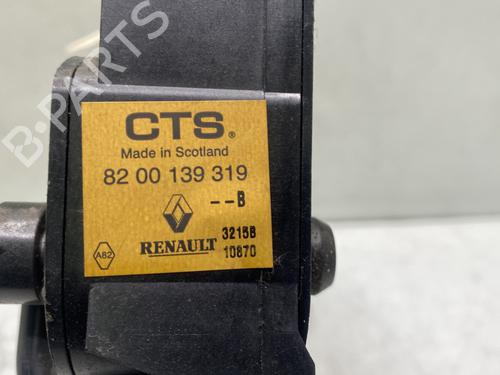 B-PARTS
CTS®
Made in Scotland
82 00 139 319
--B
RENAULT
3215B
10870
A82